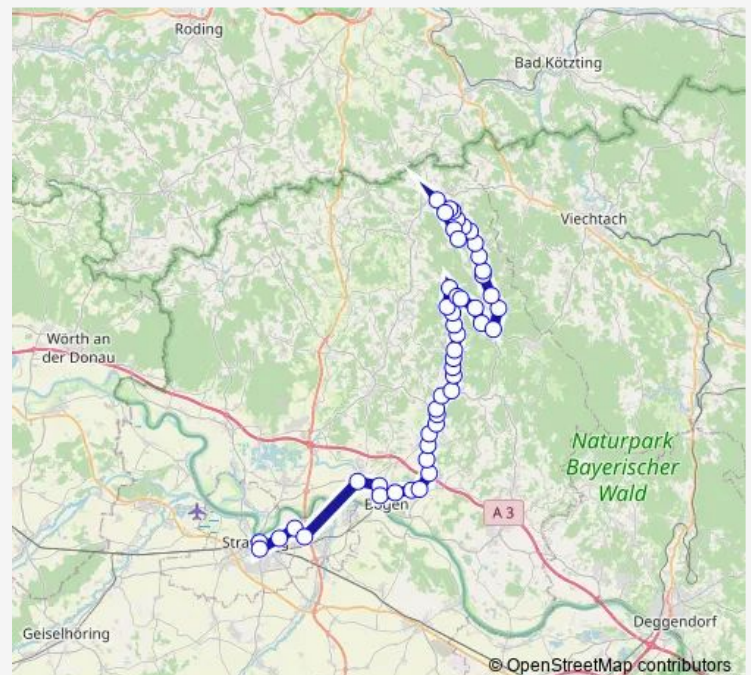 Roding
Bad Kötzting
Viechtach
Wörth an
der Donau
Naturpark
Bayerischer
Wald
Bogen
A 3
Geiselhöring
Deggendorf
© OpenStreetMap contributors